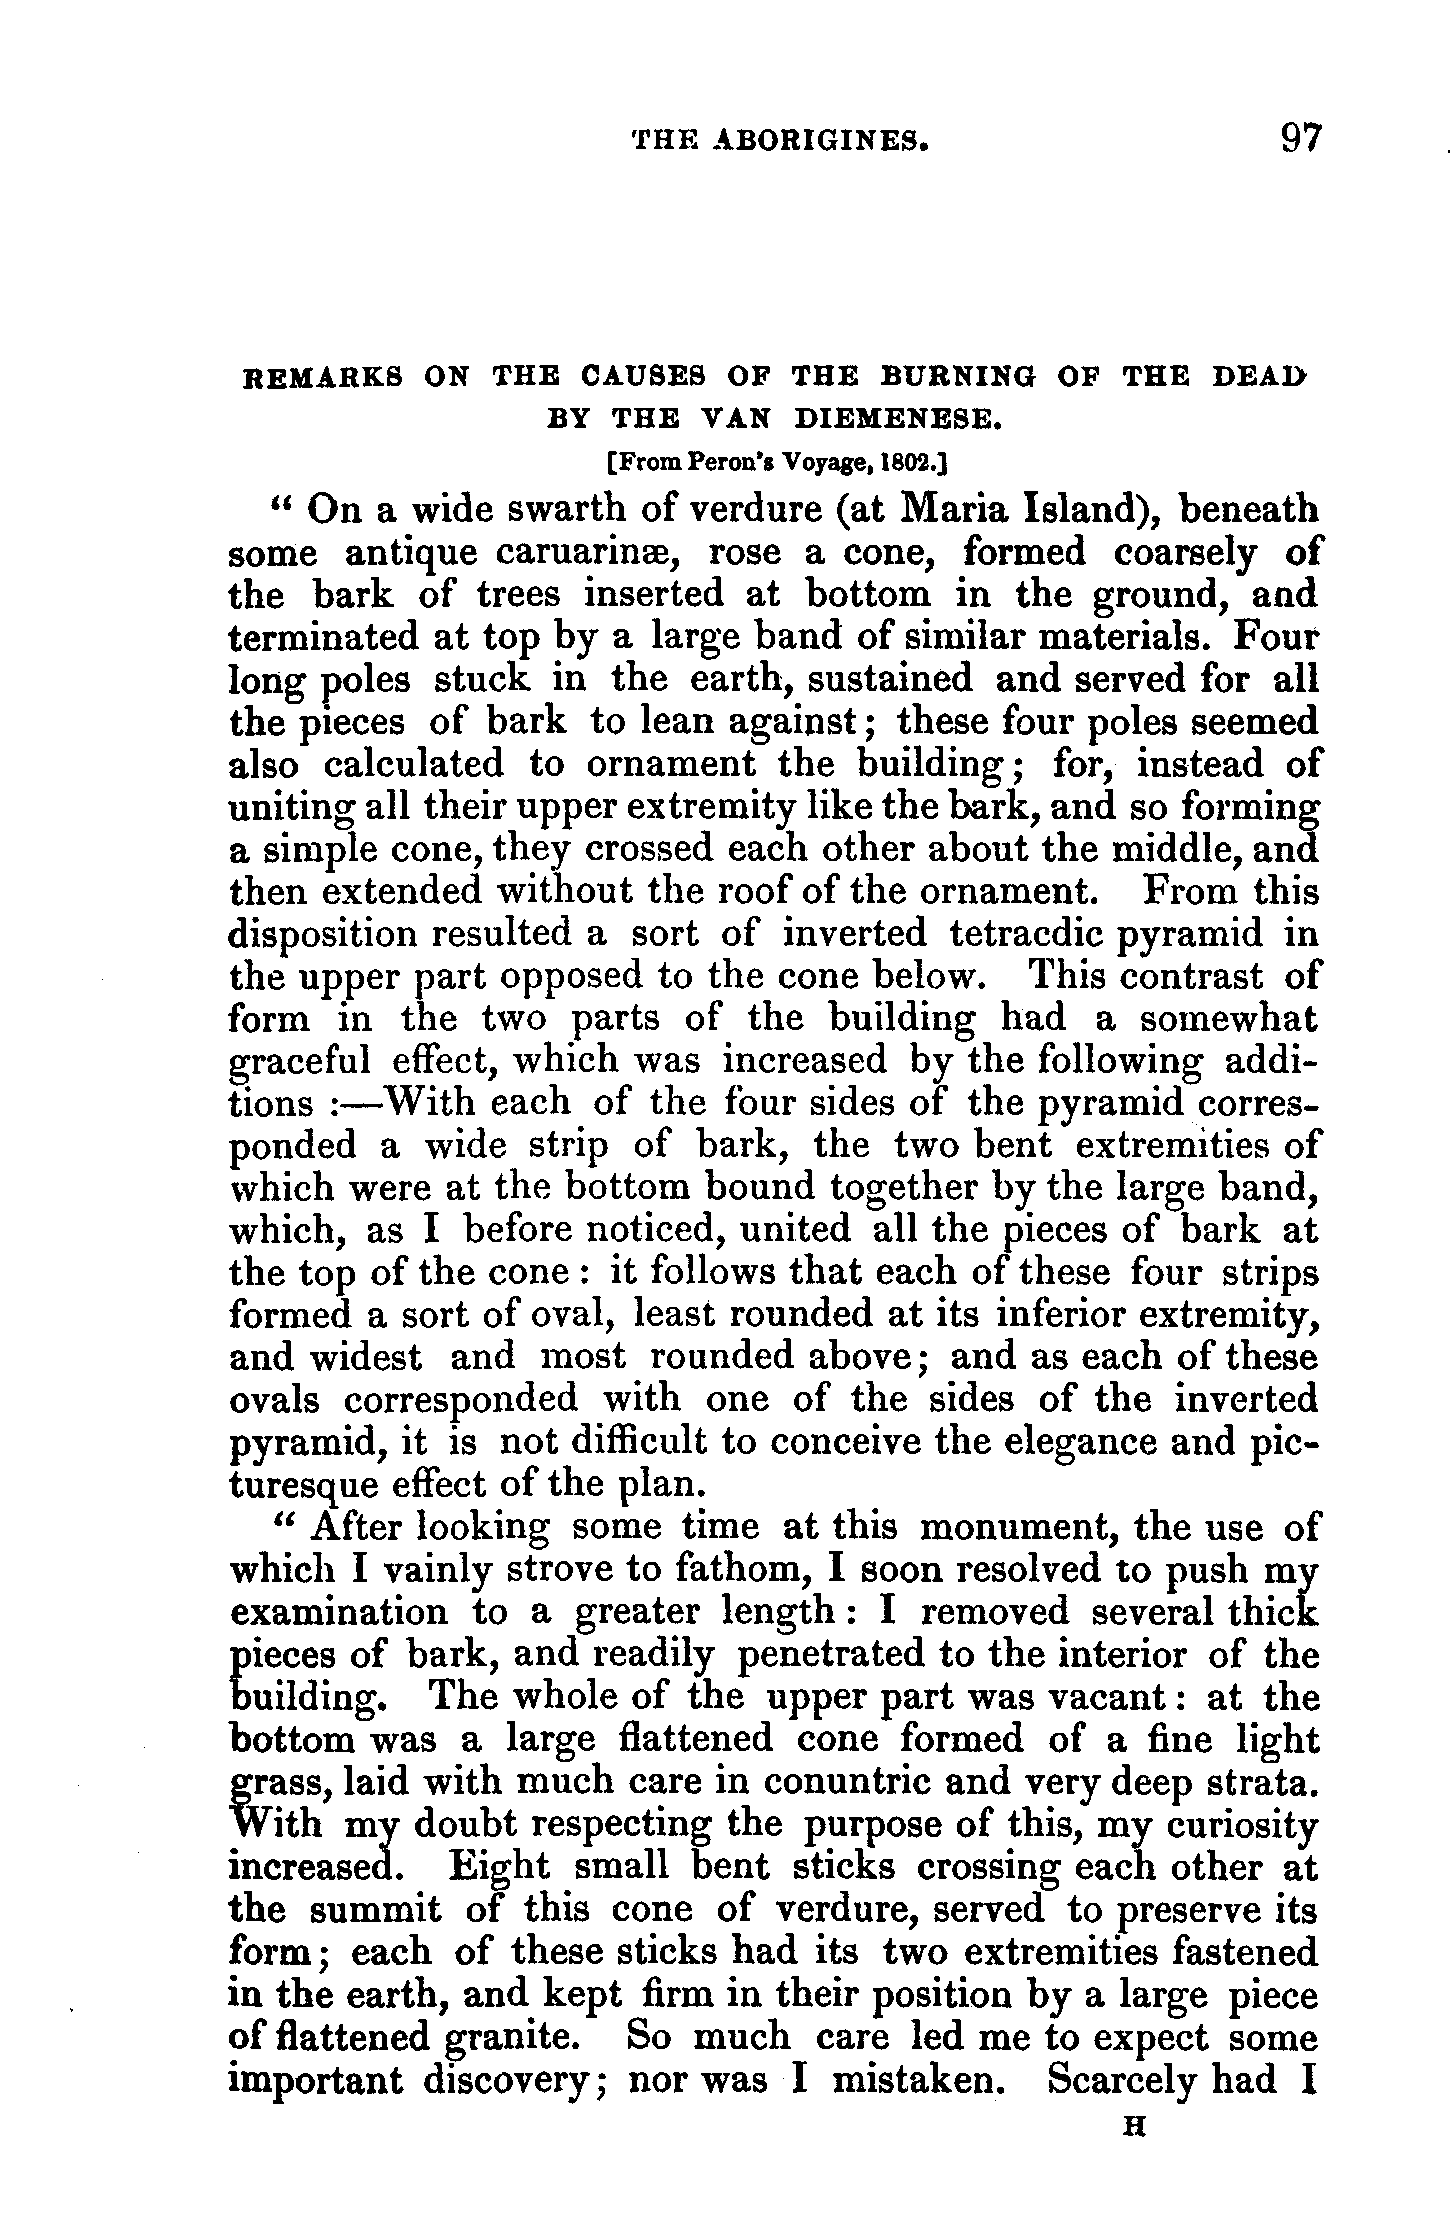 THE ABORIGINES. 97
REMARKS ON THE CAUSES OF THE BURNING OF THE DEAD
BY THE VAN DIEMENESE.
[From Peron's Voyage, 1802.]
“ On a wide swarth of verdure (at Maria Island), beneath
some antique caruarinæ, rose a cone, formed coarsely of
the bark of trees inserted at bottom in the ground, and
terminated at top by a large band of similar materials. Four
long poles stuck in the earth, sustained and served for all
the pieces of bark to lean against; these four poles seemed
also calculated to ornament the building; for, instead of
uniting all their upper extremity like the bark, and so forming
a simple cone, they crossed each other about the middle, and
then extended without the roof of the ornament. From this
disposition resulted a sort of inverted tetracdic pyramid in
the upper part opposed to the cone below. This contrast of
form in the two parts of the building had a somewhat
graceful effect, which was increased by the following addi-
tions :—With each of the four sides of the pyramid corres-
ponded a wide strip of bark, the two bent extremities of
which were at the bottom bound together by the large band,
which, as I before noticed, united all the pieces of bark at
the top of the cone : it follows that each of these four strips
formed a sort of oval, least rounded at its inferior extremity,
and widest and most rounded above; and as each of these
ovals corresponded with one of the sides of the inverted
pyramid, it is not difficult to conceive the elegance and pic-
turesque effect of the plan.
“ After looking some time at this monument, the use of
which I vainly strove to fathom, I soon resolved to push my
examination to a greater length : I removed several thick
pieces of bark, and readily penetrated to the interior of the
building. The whole of the upper part was vacant : at the
bottom was a large flattened cone formed of a fine light
grass, laid with much care in conuntric and very deep strata.
With my doubt respecting the purpose of this, my curiosity
increased. Eight small bent sticks crossing each other at
the summit of this cone of verdure, served to preserve its
form; each of these sticks had its two extremities fastened
in the earth, and kept firm in their position by a large piece
of flattened granite. So much care led me to expect some
important discovery; nor was I mistaken. Scarcely had I
H